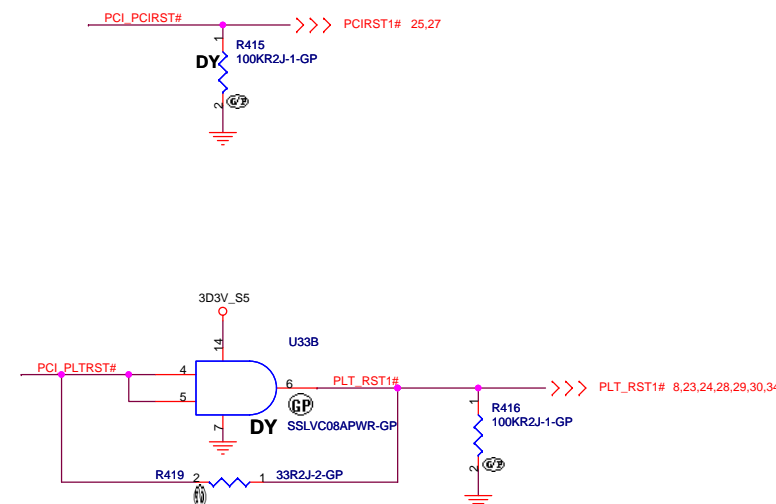 PCI_PCIRST#
PCIRST1# 25,27
1
R415
DY
100KR2J-1-GP
2
G/P
3D3V_S5
14
U33B
PCI_PLTRST#
4
6
PLT_RST1#
PLT_RST1# 8,23,24,28,29,30,34
5
GP
1
R416
DY
SSLVC08APWR-GP
100KR2J-1-GP
7
2
G/P
R419
2
1
33R2J-2-GP